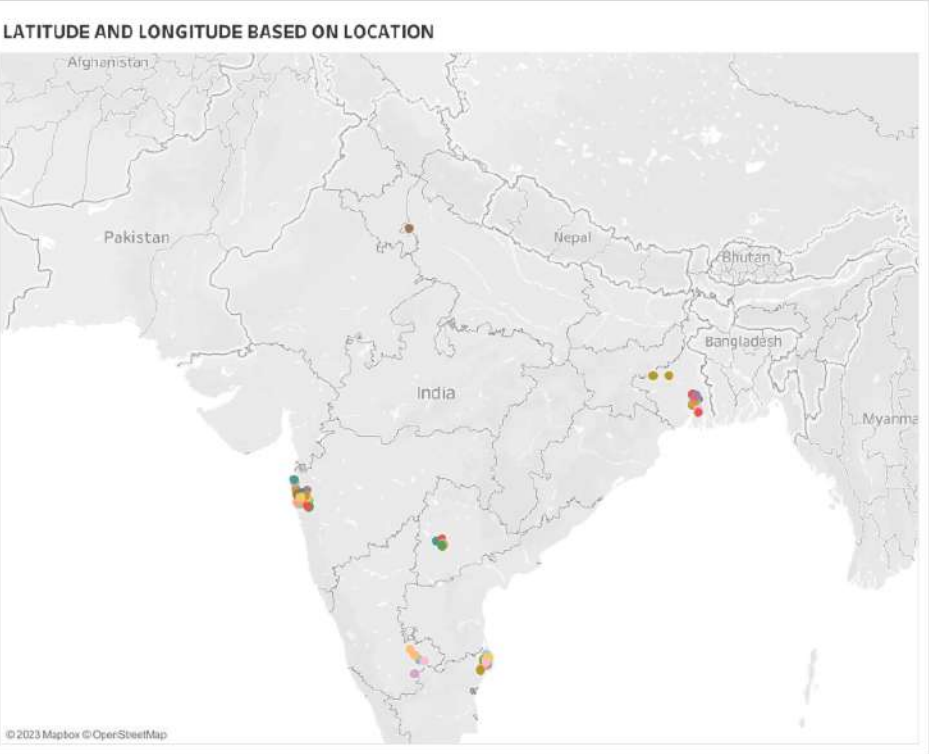 LATITUDE AND LONGITUDE BASED ON LOCATION
Afghanistan
Pakistan
Nepal
Bhutan
Bangladesh
India
Myanma
© 2023 Mapbox © OpenStreetMap